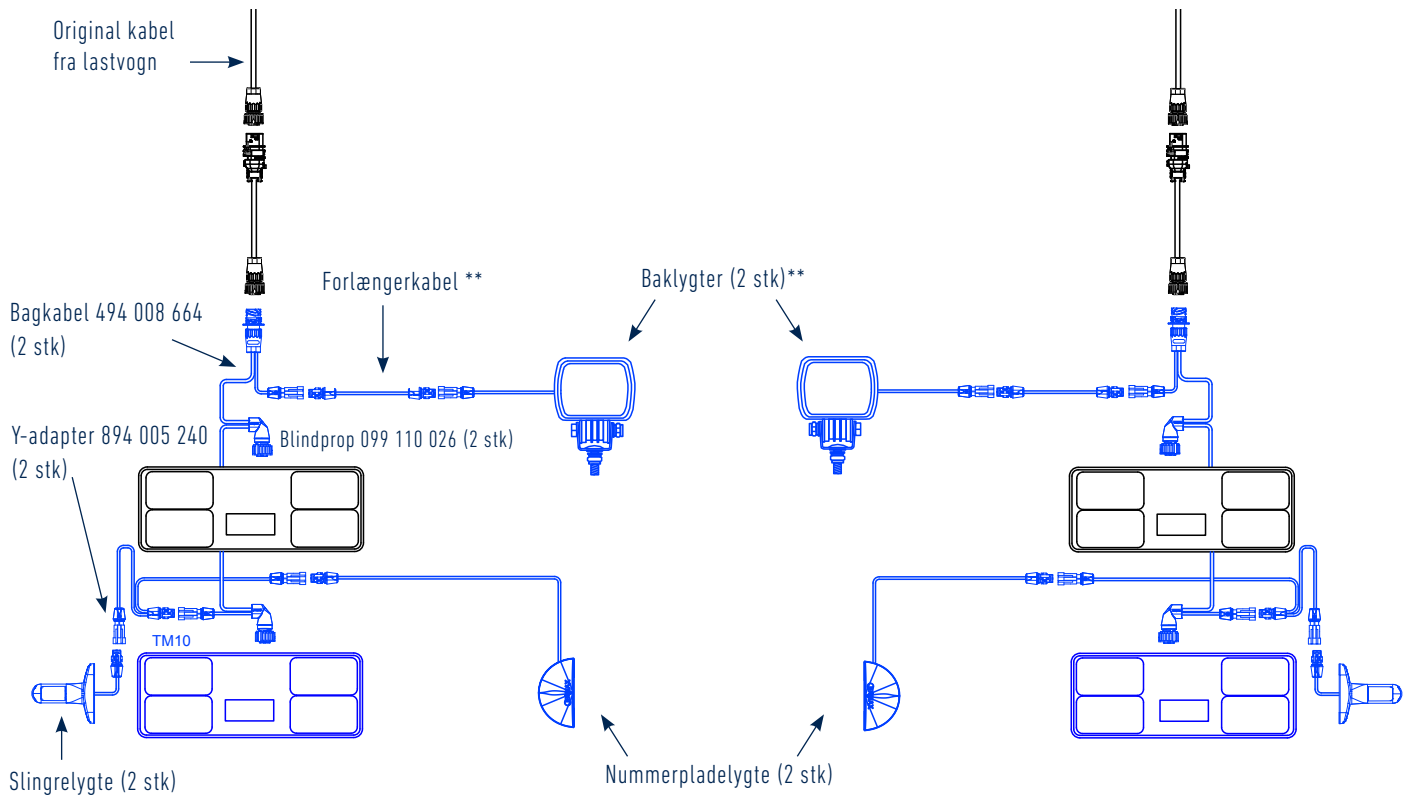 Original kabel
fra lastvogn
Forlængerkabel **
Baklygter (2 stk)**
Bagkabel 494 008 664
(2 stk)
Y-adapter 894 005 240
(2 stk)
Blindprop 099 110 026 (2 stk)
TM10
Slingrelygte (2 stk)
Nummerpladelygte (2 stk)